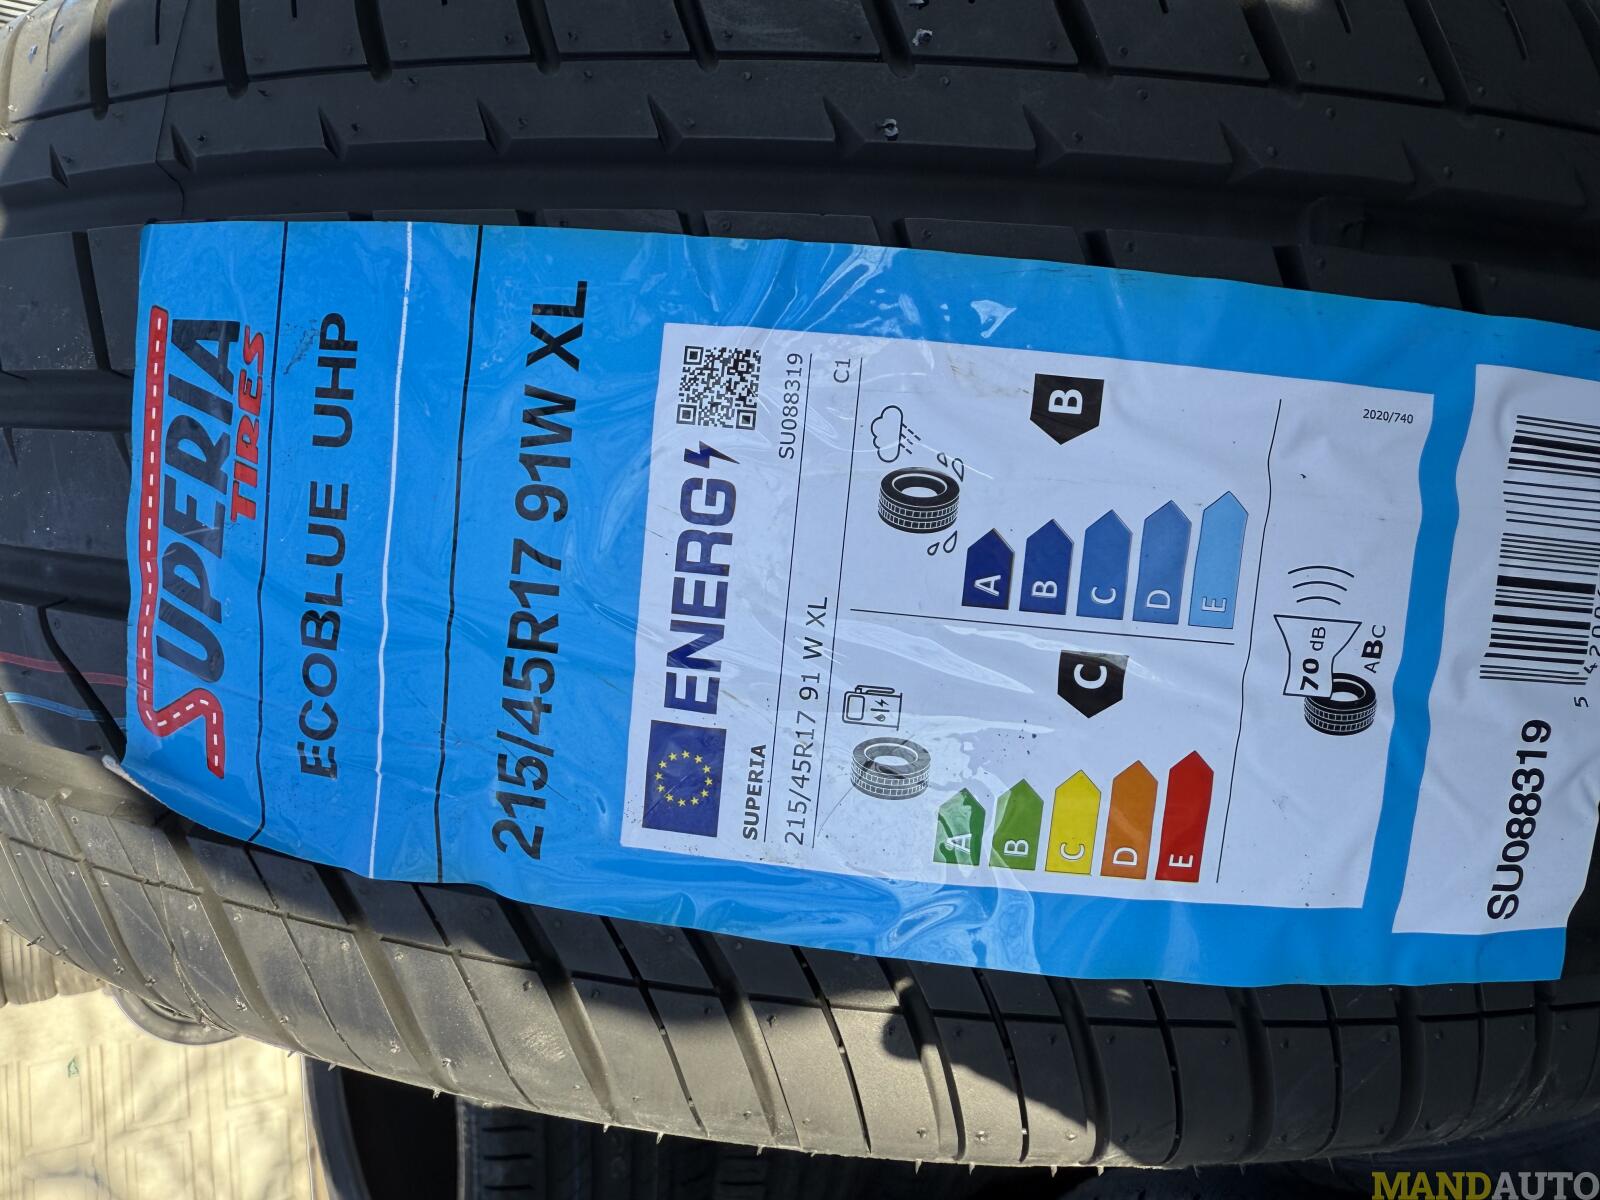 SUPERIA
TIRES
ECOBLUE UHP
215/45R17 91W XL
ENERG
SUPERIA
SU088319
215/45R17 91 W XL
C1
A
B
C
D
E
C
A
B
C
D
E
B
70 dB
ABC
2020/740
SU088319
MANDAUTO